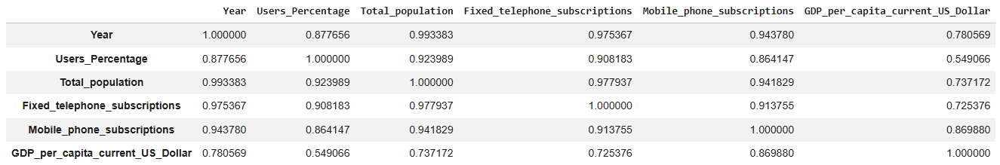 Year Users_Percentage Total_population Fixed_telephone_subscriptions Mobile_phone_subscriptions GDP_per_capita_current_US_Dollar
Year 1.000000 0.877656 0.993383 0.975367 0.943780 0.780569
Users_Percentage 0.877656 1.000000 0.923989 0.908183 0.864147 0.549066
Total_population 0.993383 0.923989 1.000000 0.977937 0.941829 0.737172
Fixed_telephone_subscriptions 0.975367 0.908183 0.977937 1.000000 0.913755 0.725376
Mobile_phone_subscriptions 0.943780 0.864147 0.941829 0.913755 1.000000 0.869880
GDP_per_capita_current_US_Dollar 0.780569 0.549066 0.737172 0.725376 0.869880 1.000000